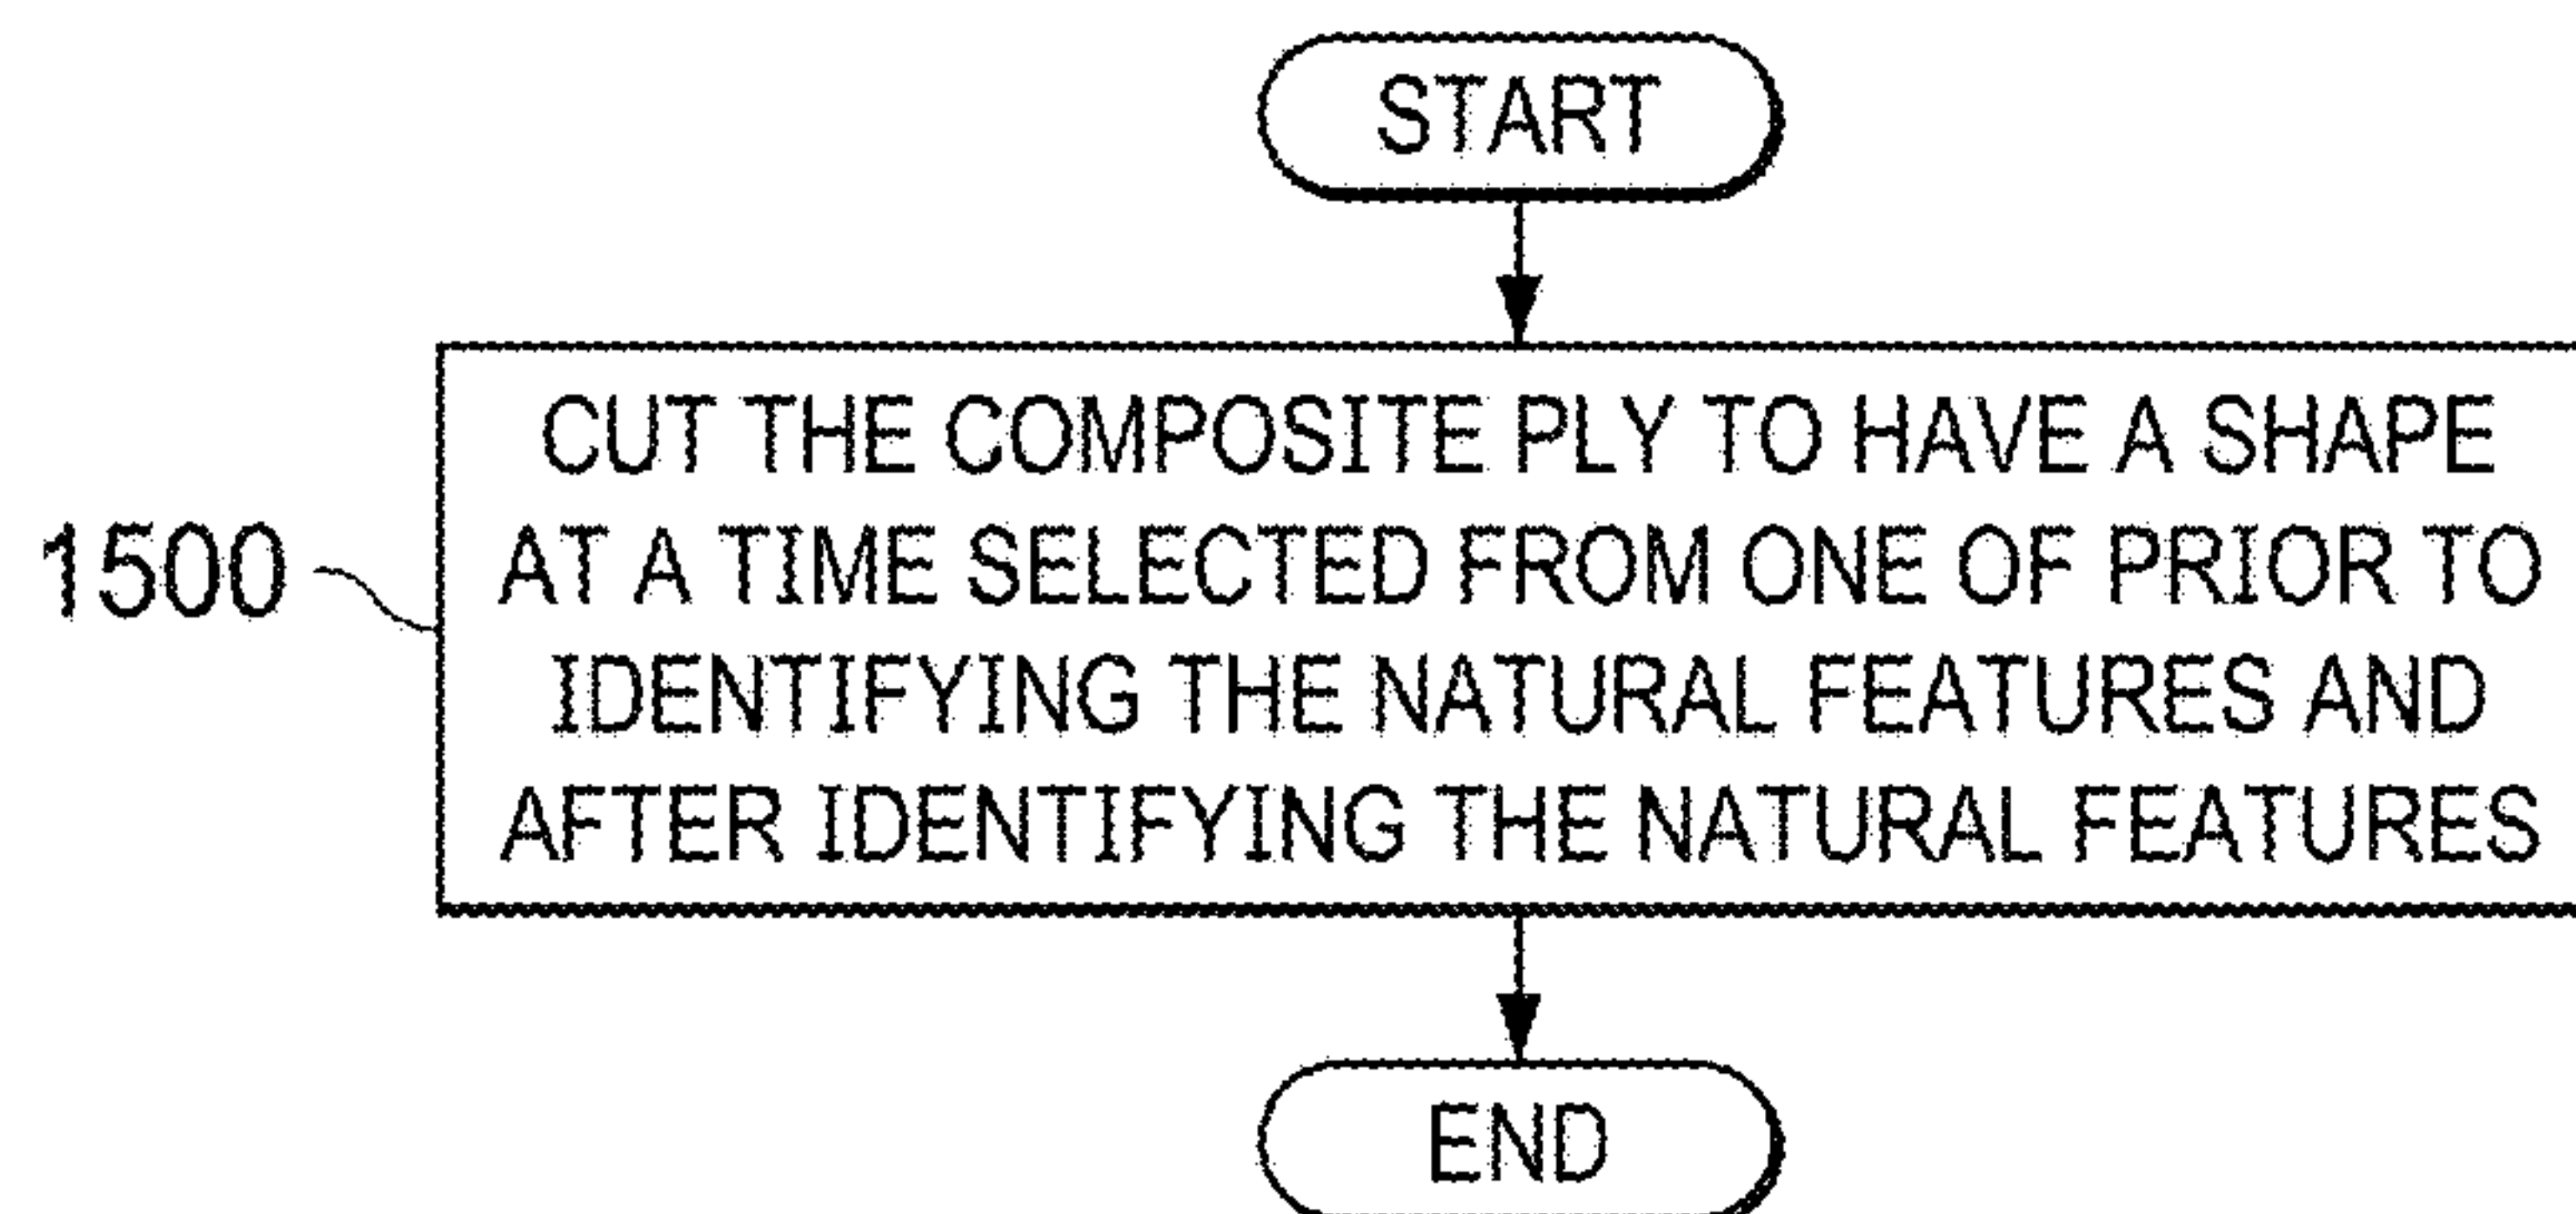 START
CUT THE COMPOSITE PLY TO HAVE A SHAPE
AT A TIME SELECTED FROM ONE OF PRIOR TO
1500
IDENTIFYING THE NATURAL FEATURES AND
AFTER IDENTIFYING THE NATURAL FEATURES
END